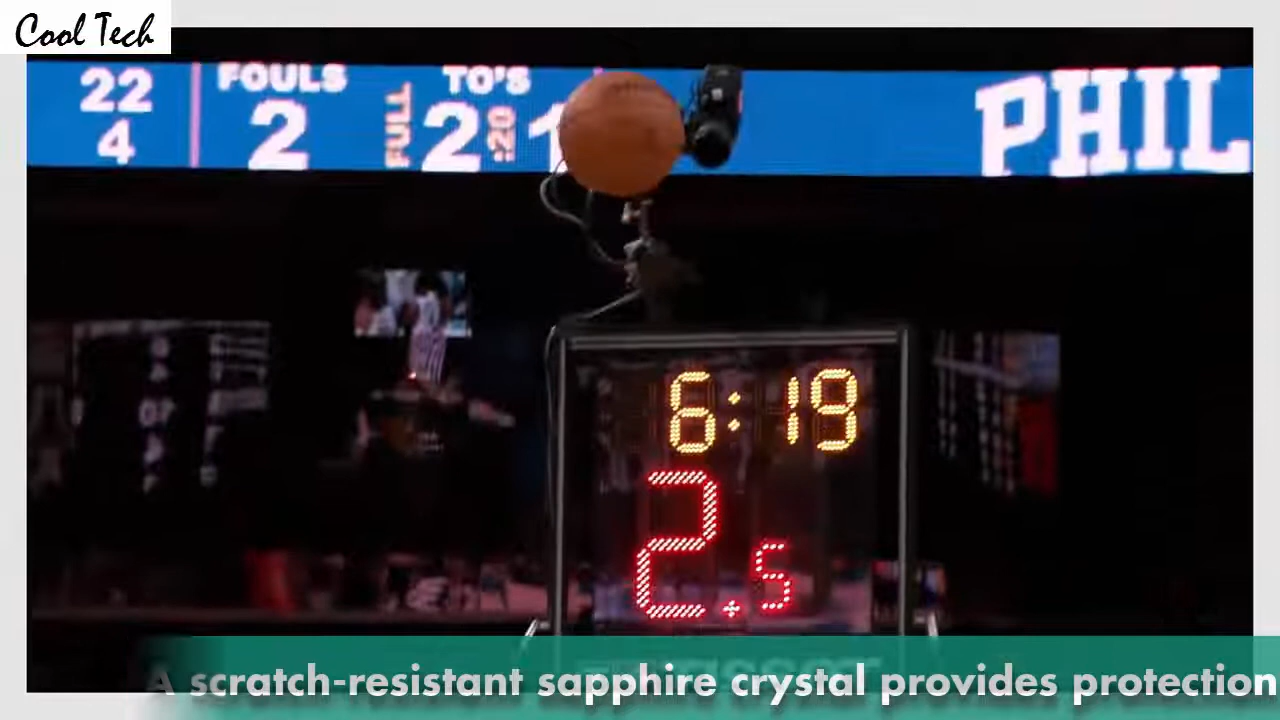 Cool Tech
22
4
FOULS
2
FULL
TO'S
2
:20
1
PHIL
6:19
2.5
A scratch-resistant sapphire crystal provides protection